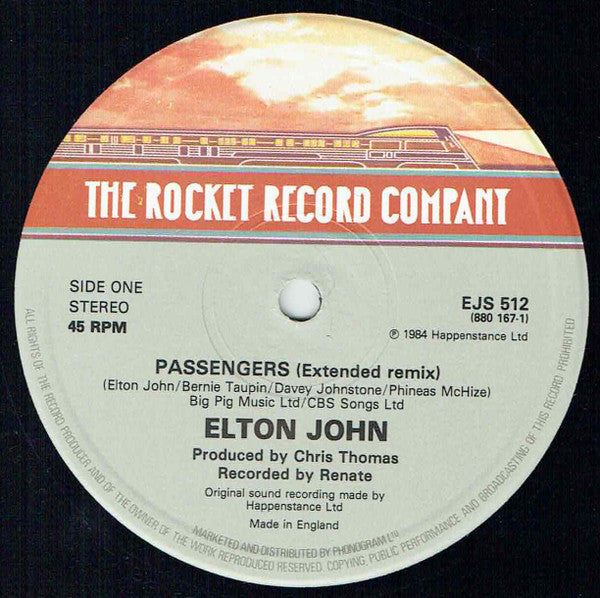 THE ROCKET RECORD COMPANY
SIDE ONE
STEREO
45 RPM
EJS 512
(880 167-1)
℗ 1984 Happenstance Ltd
PASSENGERS (Extended remix)
(Elton John/Bernie Taupin/Davey Johnstone/Phineas McHize)
Big Pig Music Ltd/CBS Songs Ltd
ELTON JOHN
Produced by Chris Thomas
Recorded by Renate
Original sound recording made by
Happenstance Ltd
Made in England
MARKETED AND DISTRIBUTED BY PHONOGRAM Ltd
ALL RIGHTS OF THE RECORD PRODUCER AND OF THE OWNER OF THE WORK REPRODUCED RESERVED. COPYING, PUBLIC PERFORMANCE AND BROADCASTING OF THIS RECORD PROHIBITED